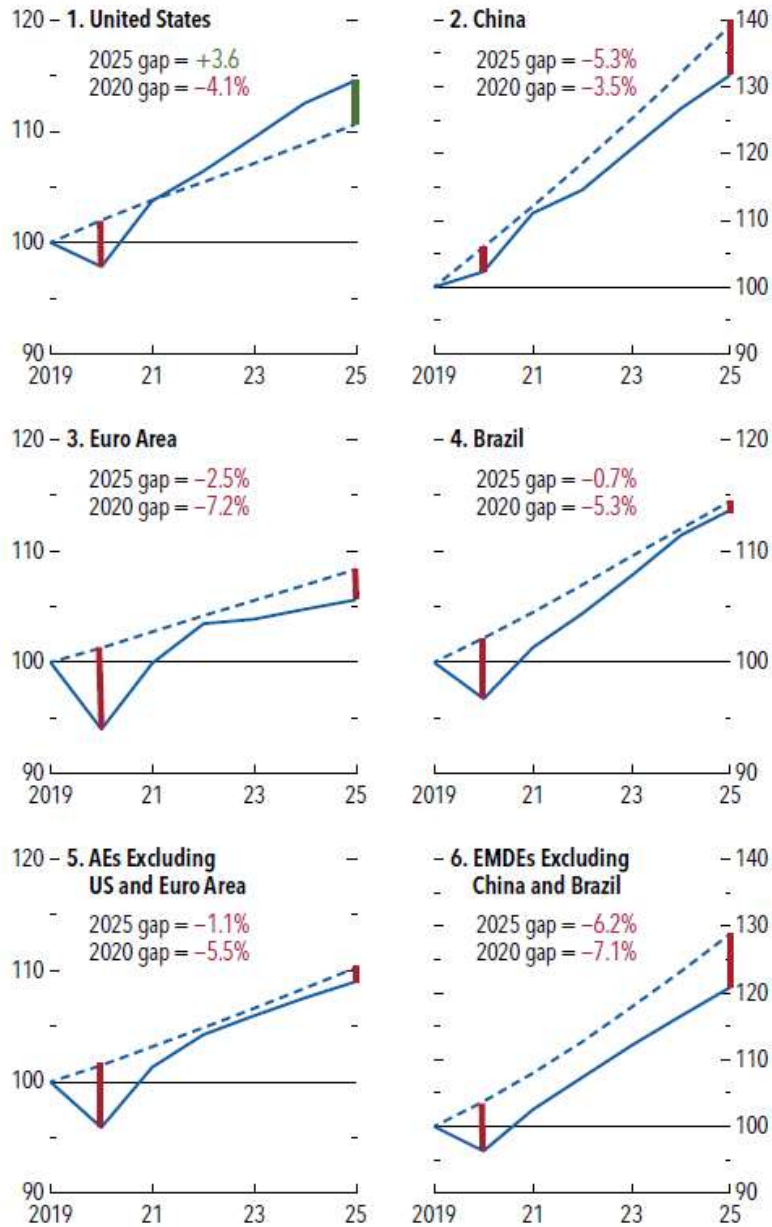 120 1. United States
2025 gap = +3.6
2020 gap = −4.1%
110
100
90
2019 21 23 25
2. China 140
2025 gap = −5.3%
2020 gap = −3.5%
130
120
110
100
90
2019 21 23 25
120 3. Euro Area
2025 gap = −2.5%
2020 gap = −7.2%
110
100
90
2019 21 23 25
4. Brazil 120
2025 gap = −0.7%
2020 gap = −5.3%
110
100
90
2019 21 23 25
120 5. AEs Excluding
US and Euro Area
2025 gap = −1.1%
2020 gap = −5.5%
110
100
90
2019 21 23 25
6. EMDEs Excluding 140
China and Brazil
2025 gap = −6.2% 130
2020 gap = −7.1%
120
110
100
90
2019 21 23 25